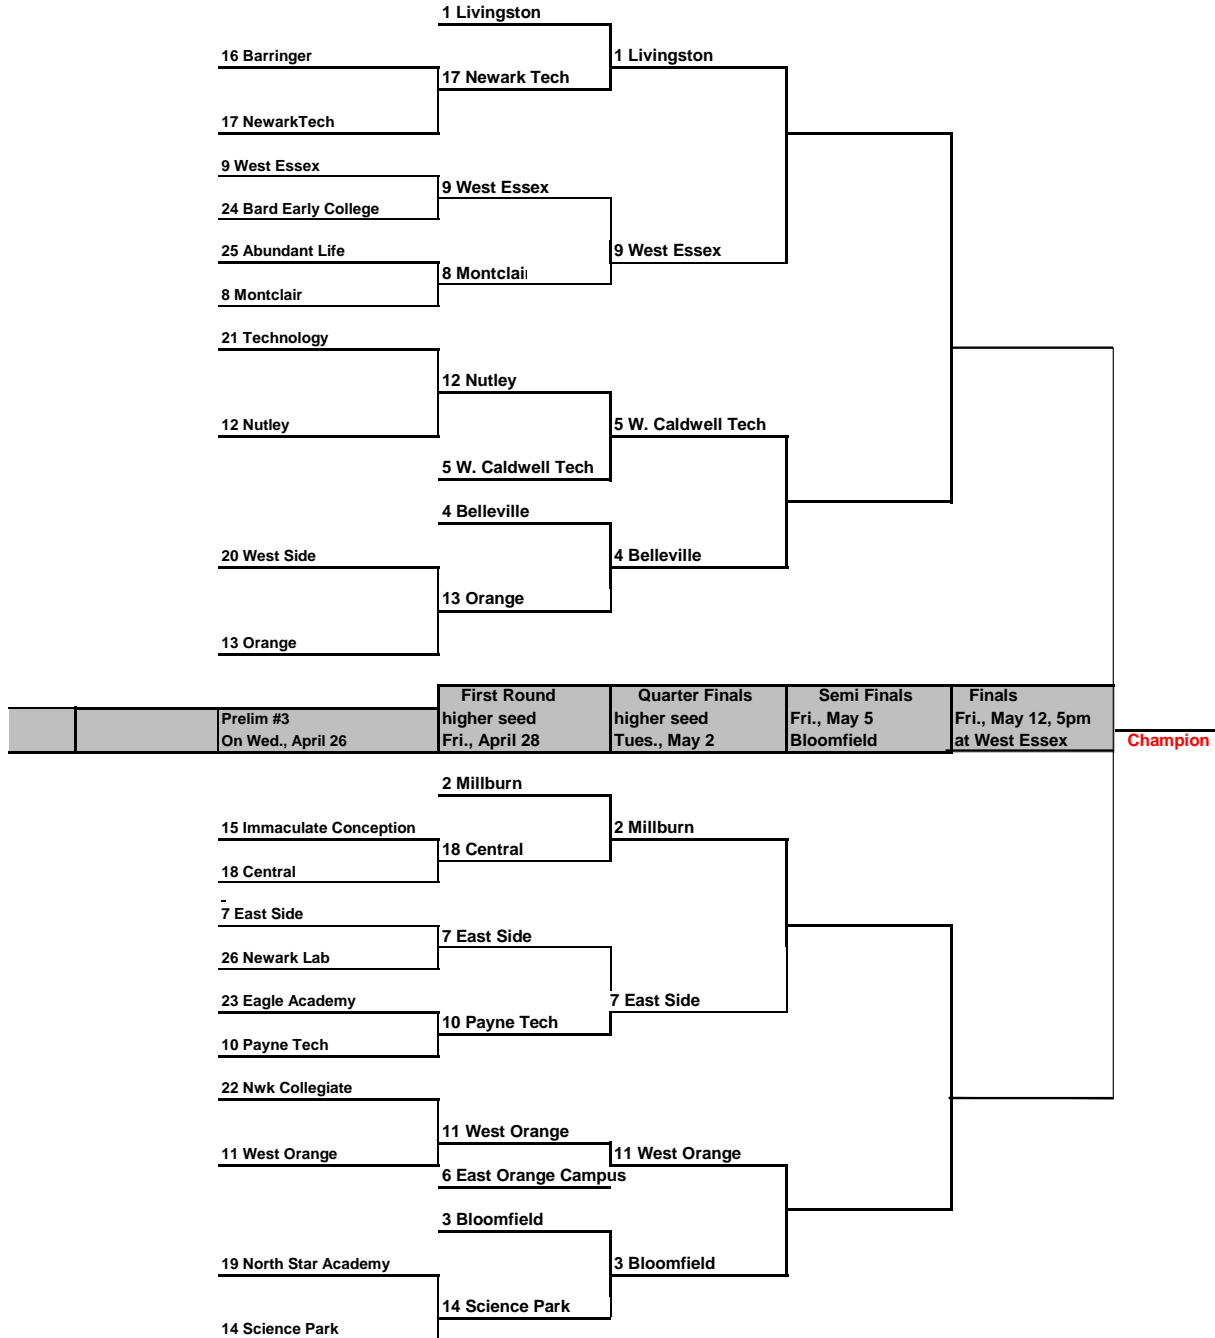 1 Livingston
16 Barringer
1 Livingston
17 Newark Tech
17 NewarkTech
9 West Essex
9 West Essex
24 Bard Early College
25 Abundant Life
9 West Essex
8 Montclai
8 Montclair
21 Technology
12 Nutley
12 Nutley
5 W. Caldwell Tech
5 W. Caldwell Tech
4 Belleville
20 West Side
4 Belleville
13 Orange
13 Orange
First Round
Quarter Finals
Semi Finals
Finals
Prelim #3
higher seed
higher seed
Fri., May 5
Fri., May 12, 5pm
On Wed., April 26
Fri., April 28
Tues., May 2
Bloomfield
at West Essex
Champion
2 Millburn
15 Immaculate Conception
2 Millburn
18 Central
18 Central
-
7 East Side
7 East Side
26 Newark Lab
23 Eagle Academy
7 East Side
10 Payne Tech
10 Payne Tech
22 Nwk Collegiate
11 West Orange
11 West Orange
11 West Orange
6 East Orange Campus
3 Bloomfield
19 North Star Academy
3 Bloomfield
14 Science Park
14 Science Park